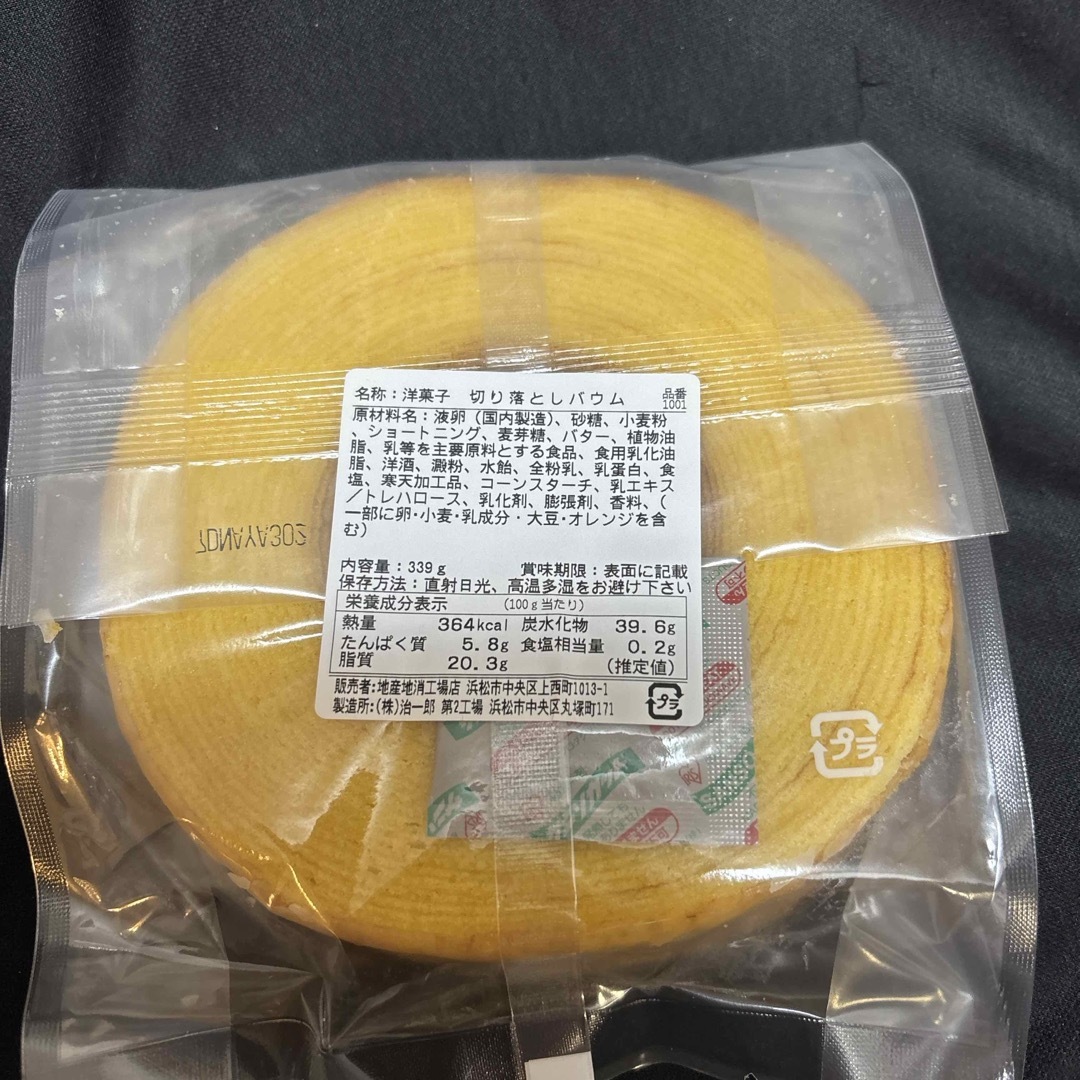 名称：洋菓子　切り落としバウム
品番
1001
原材料名：液卵（国内製造）、砂糖、小麦粉
、ショートニング、麦芽糖、バター、植物油
脂、乳等を主要原料とする食品、食用乳化油
脂、洋酒、澱粉、水飴、全粉乳、乳蛋白、食
塩、寒天加工品、コーンスターチ、乳エキス
／トレハロース、乳化剤、膨張剤、香料、（
一部に卵・小麦・乳成分・大豆・オレンジを含
む）
内容量：339ｇ　賞味期限：表面に記載
保存方法：直射日光、高温多湿をお避け下さい
栄養成分表示　（100ｇ当たり）
熱量　364kcal　炭水化物　39.6g
たんぱく質　5.8g　食塩相当量　0.2g
脂質　20.3g　（推定値）
販売者:地産地消工場店 浜松市中央区上西町1013-1
製造所:(株)治一郎 第2工場 浜松市中央区丸塚町171
プラ
プラ